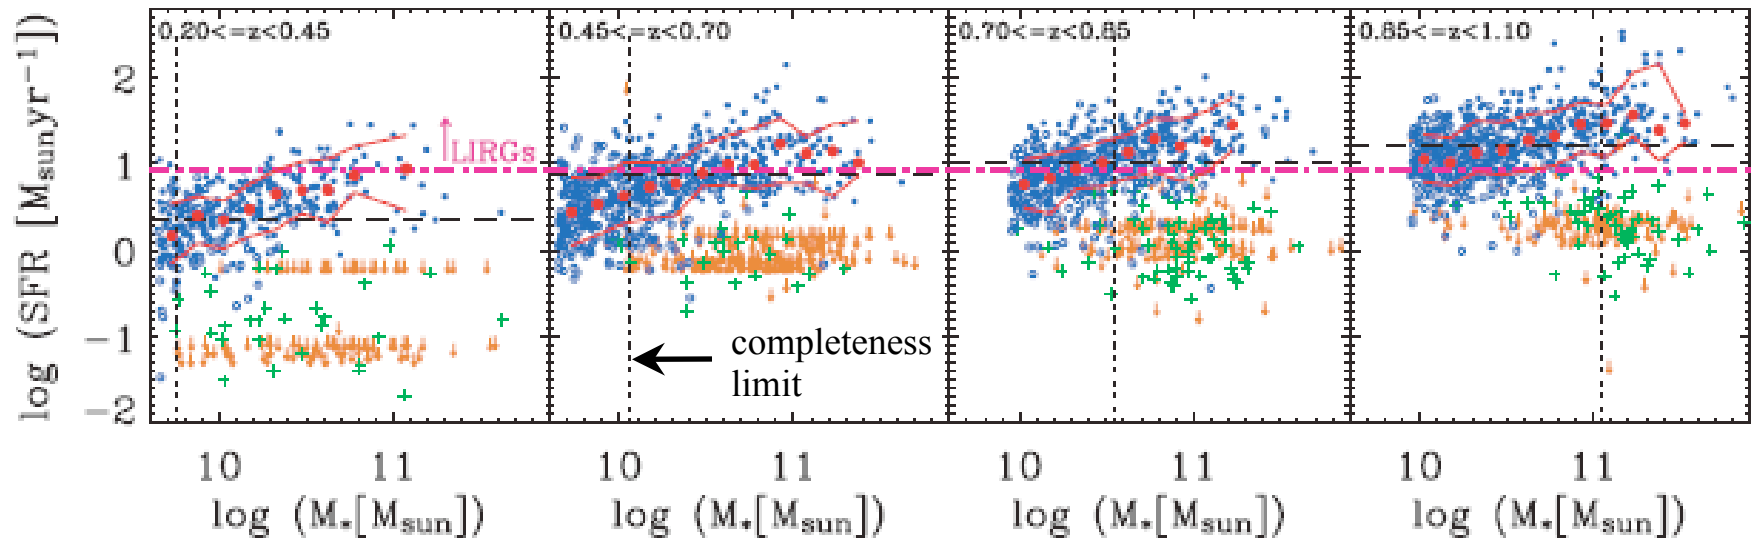 0.20<=z<0.45
0.45<=z<0.70
0.70<=z<0.85
0.85<=z<1.10
log (SFR [Msunyr−1])
2
1
0
−1
−2
LIRGs
completeness
limit
10 11 10 11 10 11 10 11
log (M*[Msun]) log (M*[Msun]) log (M*[Msun]) log (M*[Msun])